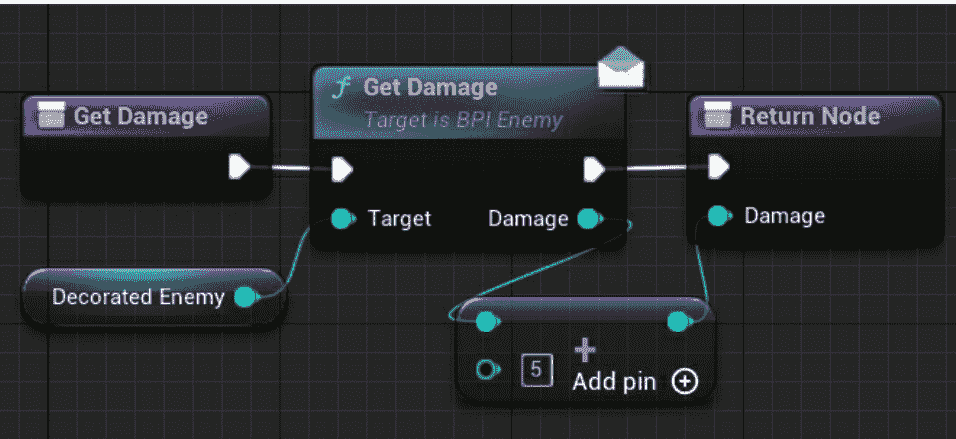 Get Damage
f Get Damage
Target is BPI Enemy
Return Node
Target
Damage
Damage
Decorated Enemy
5
Add pin